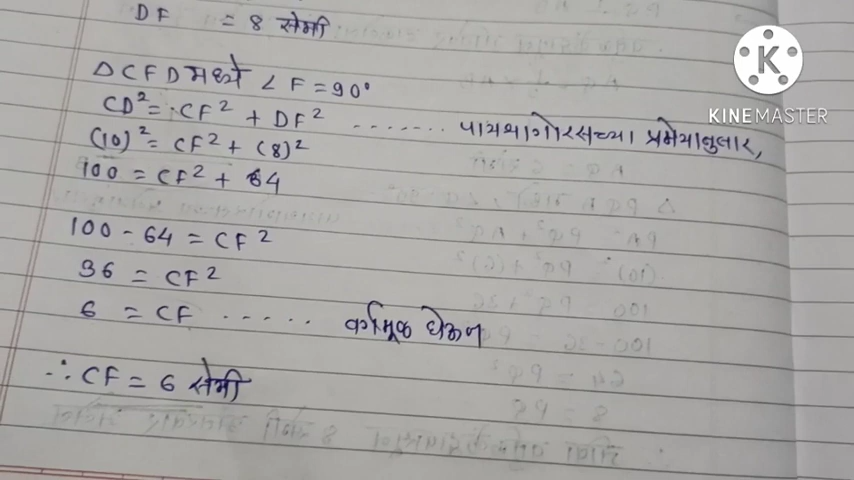 DF = 8 सेमी
K
KINEMASTER
Δ CFD मध्ये ∠ F = 90°
CD² = CF² + DF² ....... पायथागोरसच्या प्रमेयानुसार,
(10)² = CF² + (8)²
100 = CF² + 64
100 - 64 = CF²
36 = CF²
6 = CF ..... वर्गमूळ घेऊन
∴ CF = 6 सेमी